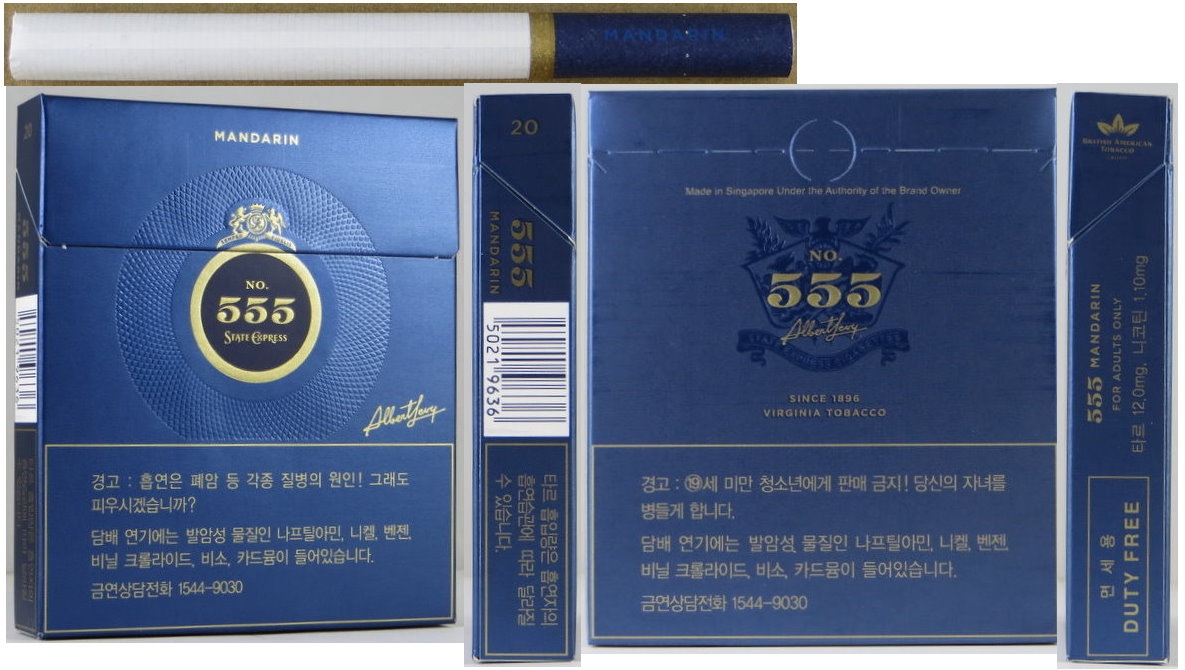 MANDARIN
MANDARIN
NO.
555
STATE EXPRESS
Albert Levy
경고 : 흡연은 폐암 등 각종 질병의 원인! 그래도
피우시겠습니까?
담배 연기에는 발암성 물질인 나프틸아민, 니켈, 벤젠,
비닐 크롤라이드, 비소, 카드뮴이 들어있습니다.
금연상담전화 1544-9030
20
555
MANDARIN
5021 9636
타르 흡입량은 흡연자의
흡연습관에 따라 달라질
수 있습니다.
Made in Singapore Under the Authority of the Brand Owner
NO.
555
Albert Levy
STATE EXPRESS CIGARETTES
SINCE 1896
VIRGINIA TOBACCO
경고 : ⑲세 미만 청소년에게 판매 금지! 당신의 자녀를
병들게 합니다.
담배 연기에는 발암성 물질인 나프틸아민, 니켈, 벤젠,
비닐 크롤라이드, 비소, 카드뮴이 들어있습니다.
금연상담전화 1544-9030
BRITISH AMERICAN
TOBACCO
555 MANDARIN
FOR ADULTS ONLY
타르 12.0mg, 니코틴 1.10mg
면세용
DUTY FREE